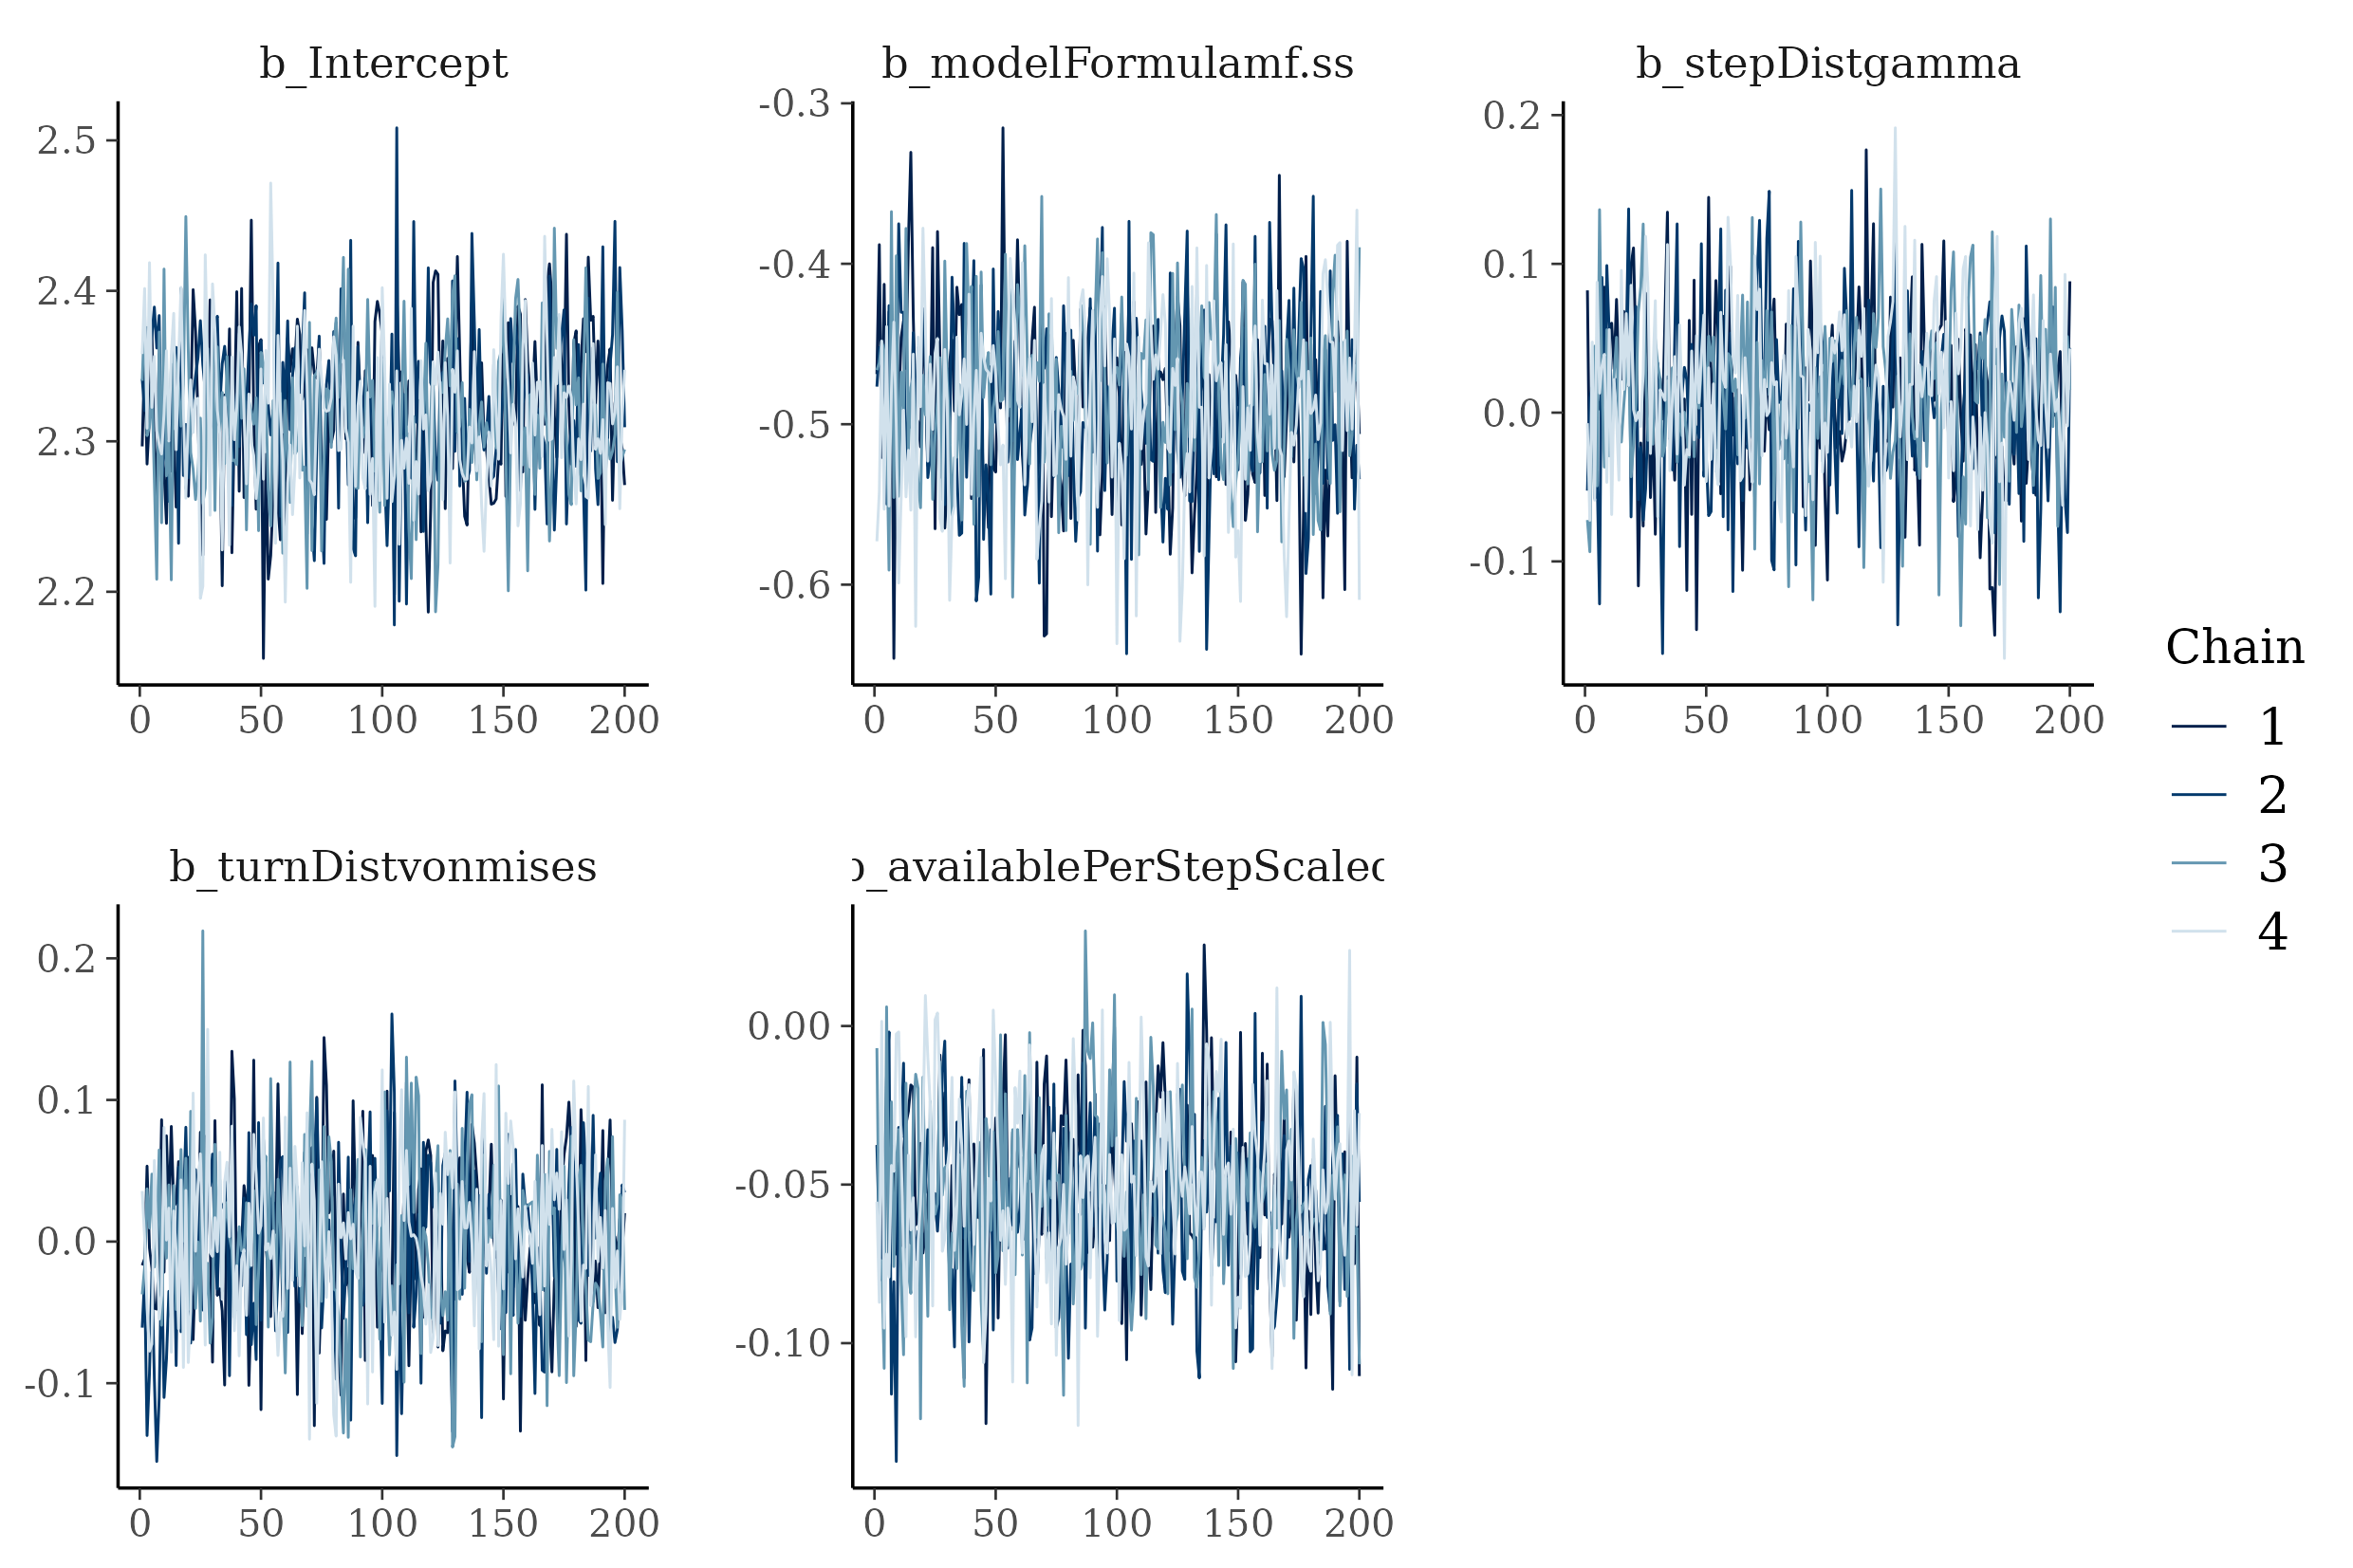 b_Intercept
2.5
2.4
2.3
2.2
0 50 100 150 200
b_modelFormulamf.ss
-0.3
-0.4
-0.5
-0.6
0 50 100 150 200
b_stepDistgamma
0.2
0.1
0.0
-0.1
0 50 100 150 200
b_turnDistvonmises
0.2
0.1
0.0
-0.1
0 50 100 150 200
b_availablePerStepScaled
0.00
-0.05
-0.10
0 50 100 150 200
Chain
1
2
3
4